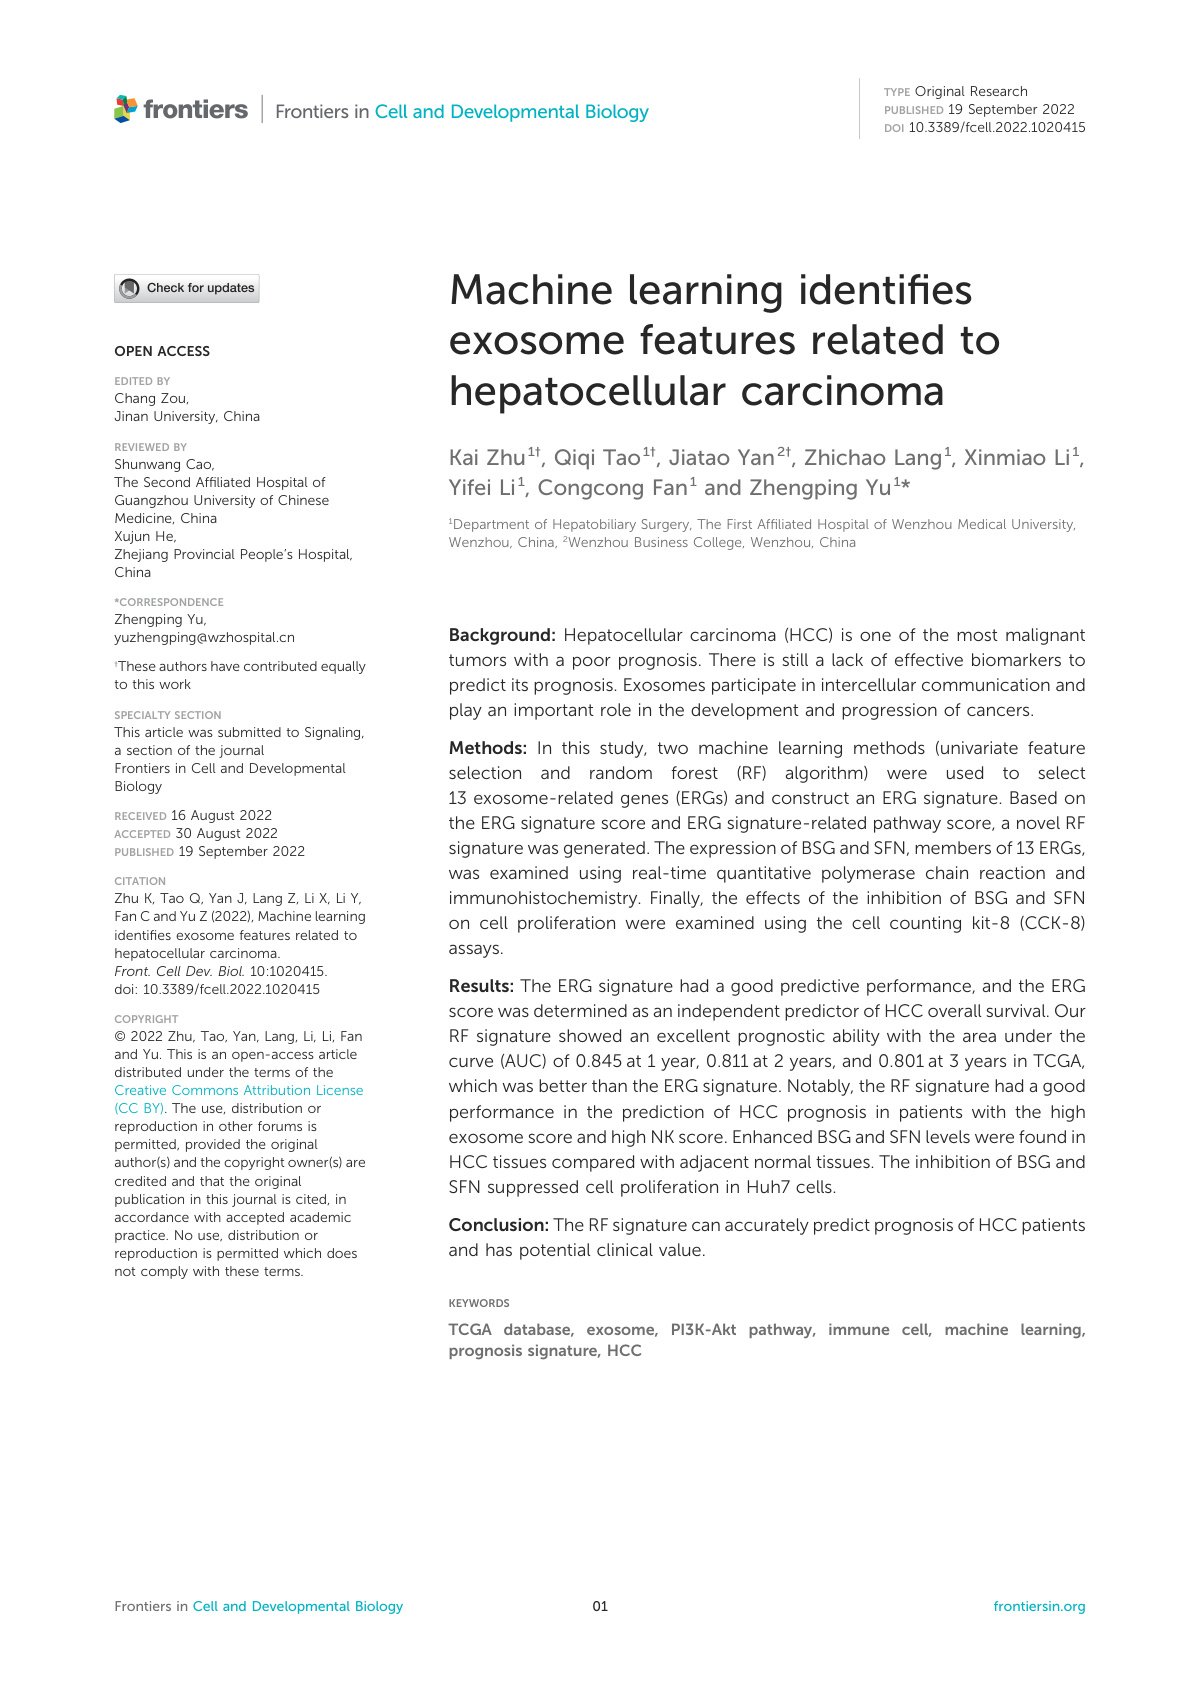 frontiers | Frontiers in Cell and Developmental Biology
TYPE Original Research
PUBLISHED 19 September 2022
DOI 10.3389/fcell.2022.1020415
Check for updates
OPEN ACCESS
EDITED BY
Chang Zou,
Jinan University, China
REVIEWED BY
Shunwang Cao,
The Second Affiliated Hospital of
Guangzhou University of Chinese
Medicine, China
Xujun He,
Zhejiang Provincial People's Hospital,
China
*CORRESPONDENCE
Zhengping Yu,
yuzhengping@wzhospital.cn
†These authors have contributed equally
to this work
SPECIALTY SECTION
This article was submitted to Signaling,
a section of the journal
Frontiers in Cell and Developmental
Biology
RECEIVED 16 August 2022
ACCEPTED 30 August 2022
PUBLISHED 19 September 2022
CITATION
Zhu K, Tao Q, Yan J, Lang Z, Li X, Li Y,
Fan C and Yu Z (2022), Machine learning
identifies exosome features related to
hepatocellular carcinoma.
Front. Cell Dev. Biol. 10:1020415.
doi: 10.3389/fcell.2022.1020415
COPYRIGHT
© 2022 Zhu, Tao, Yan, Lang, Li, Li, Fan
and Yu. This is an open-access article
distributed under the terms of the
Creative Commons Attribution License
(CC BY). The use, distribution or
reproduction in other forums is
permitted, provided the original
author(s) and the copyright owner(s) are
credited and that the original
publication in this journal is cited, in
accordance with accepted academic
practice. No use, distribution or
reproduction is permitted which does
not comply with these terms.
Machine learning identifies
exosome features related to
hepatocellular carcinoma
Kai Zhu1†, Qiqi Tao1†, Jiatao Yan2†, Zhichao Lang1, Xinmiao Li1,
Yifei Li1, Congcong Fan1 and Zhengping Yu1*
1Department of Hepatobiliary Surgery, The First Affiliated Hospital of Wenzhou Medical University,
Wenzhou, China, 2Wenzhou Business College, Wenzhou, China
Background: Hepatocellular carcinoma (HCC) is one of the most malignant
tumors with a poor prognosis. There is still a lack of effective biomarkers to
predict its prognosis. Exosomes participate in intercellular communication and
play an important role in the development and progression of cancers.
Methods: In this study, two machine learning methods (univariate feature
selection and random forest (RF) algorithm) were used to select
13 exosome-related genes (ERGs) and construct an ERG signature. Based on
the ERG signature score and ERG signature-related pathway score, a novel RF
signature was generated. The expression of BSG and SFN, members of 13 ERGs,
was examined using real-time quantitative polymerase chain reaction and
immunohistochemistry. Finally, the effects of the inhibition of BSG and SFN
on cell proliferation were examined using the cell counting kit-8 (CCK-8)
assays.
Results: The ERG signature had a good predictive performance, and the ERG
score was determined as an independent predictor of HCC overall survival. Our
RF signature showed an excellent prognostic ability with the area under the
curve (AUC) of 0.845 at 1 year, 0.811 at 2 years, and 0.801 at 3 years in TCGA,
which was better than the ERG signature. Notably, the RF signature had a good
performance in the prediction of HCC prognosis in patients with the high
exosome score and high NK score. Enhanced BSG and SFN levels were found in
HCC tissues compared with adjacent normal tissues. The inhibition of BSG and
SFN suppressed cell proliferation in Huh7 cells.
Conclusion: The RF signature can accurately predict prognosis of HCC patients
and has potential clinical value.
KEYWORDS
TCGA database, exosome, PI3K-Akt pathway, immune cell, machine learning,
prognosis signature, HCC
Frontiers in Cell and Developmental Biology
01
frontiersin.org